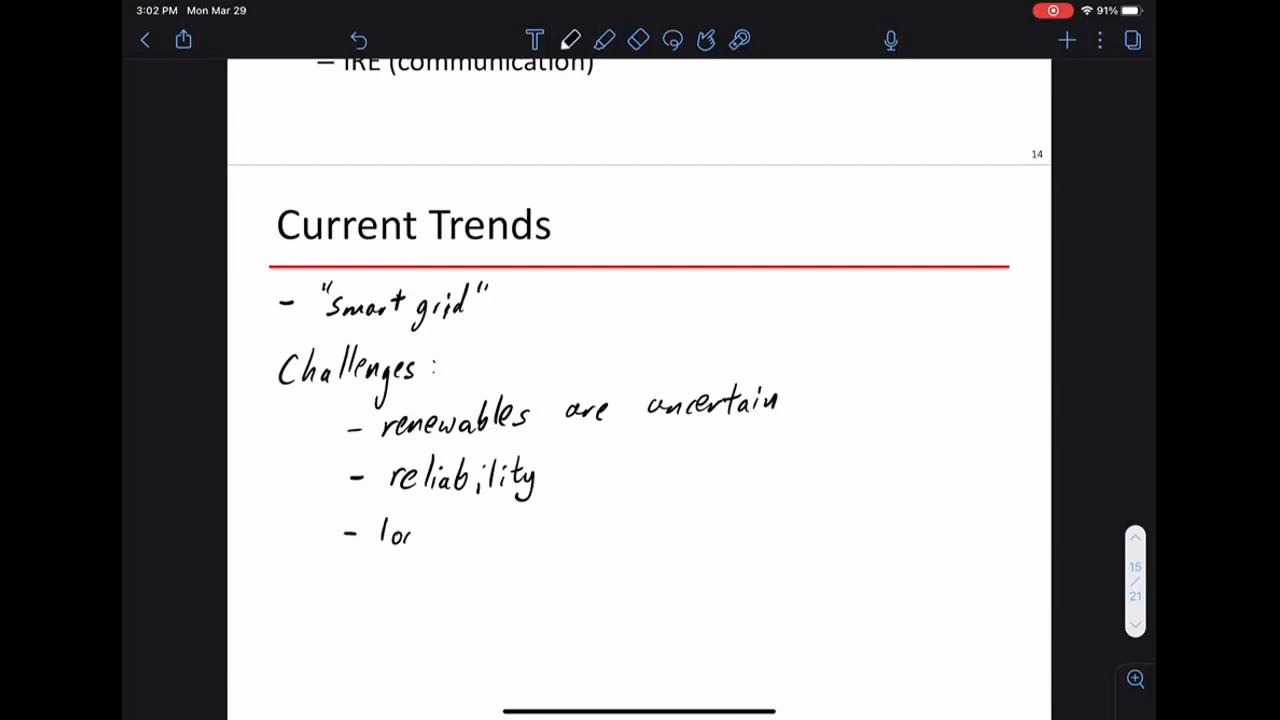 3:02 PM Mon Mar 29
91%
– IRE (communication)
14
Current Trends
- "smart grid"
Challenges:
- renewables are uncertain
- reliability
- lo
15
/
21